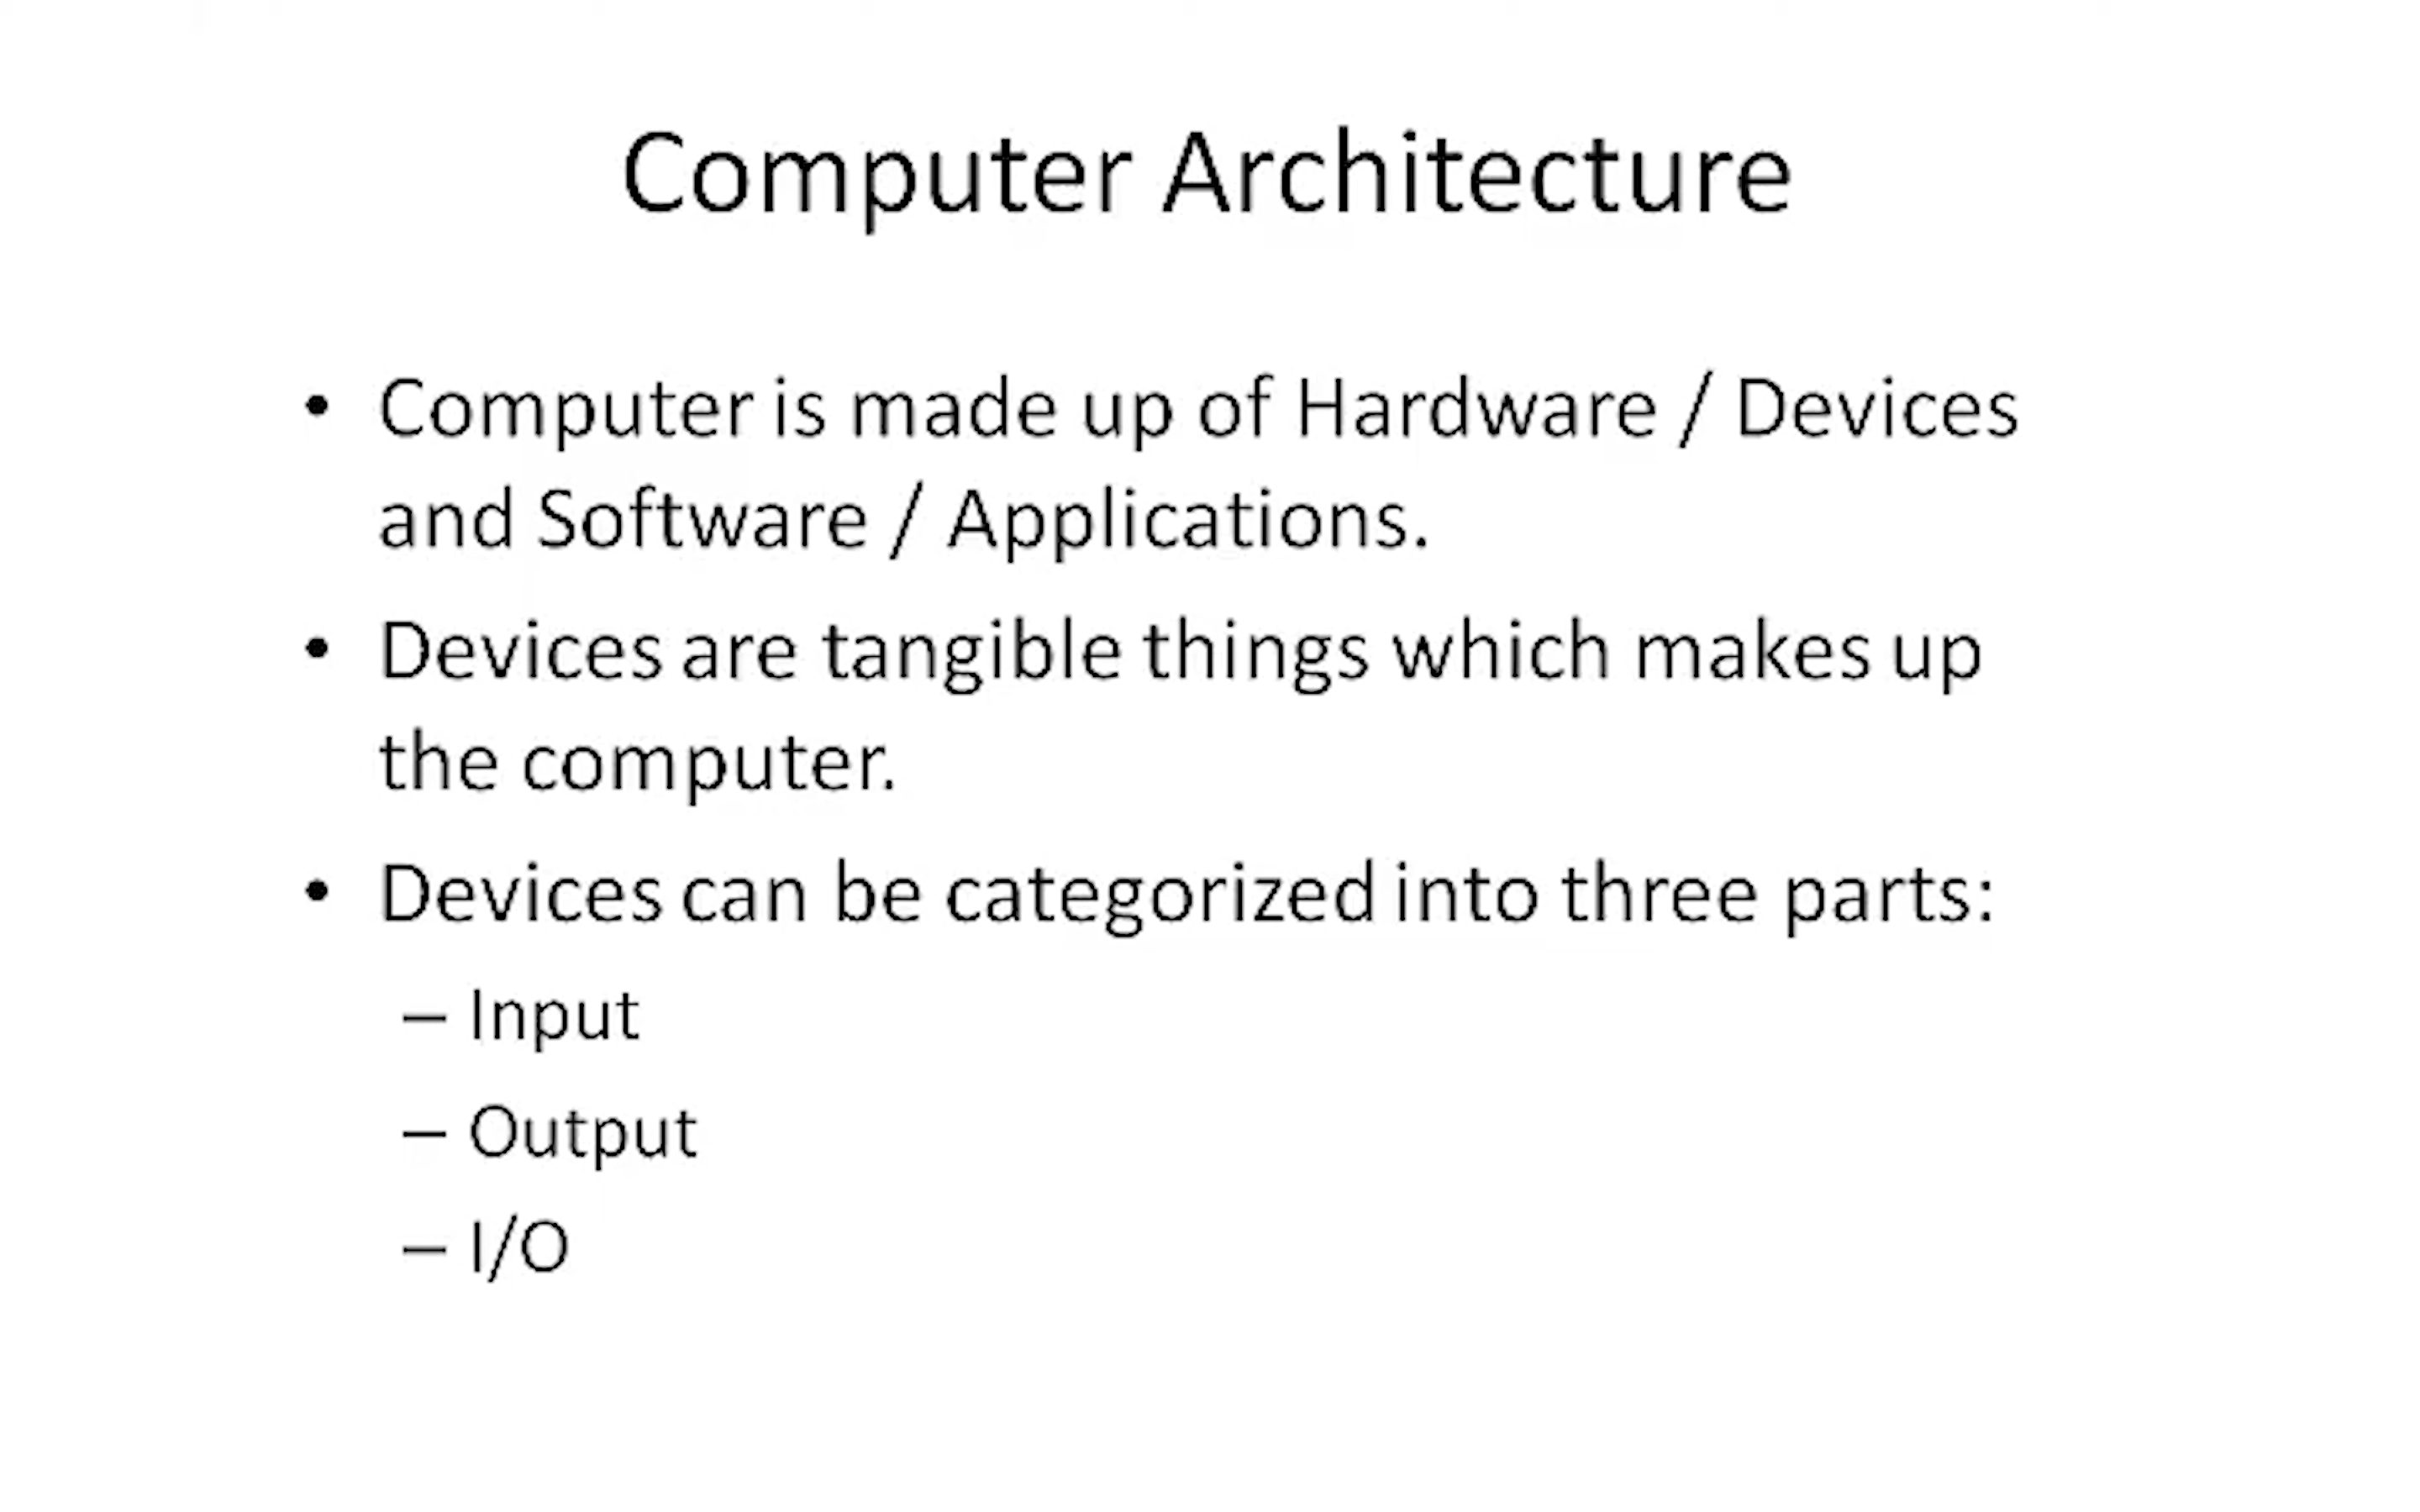 Computer Architecture
• Computer is made up of Hardware / Devices
and Software / Applications.
• Devices are tangible things which makes up
the computer.
• Devices can be categorized into three parts:
– Input
– Output
– I/O